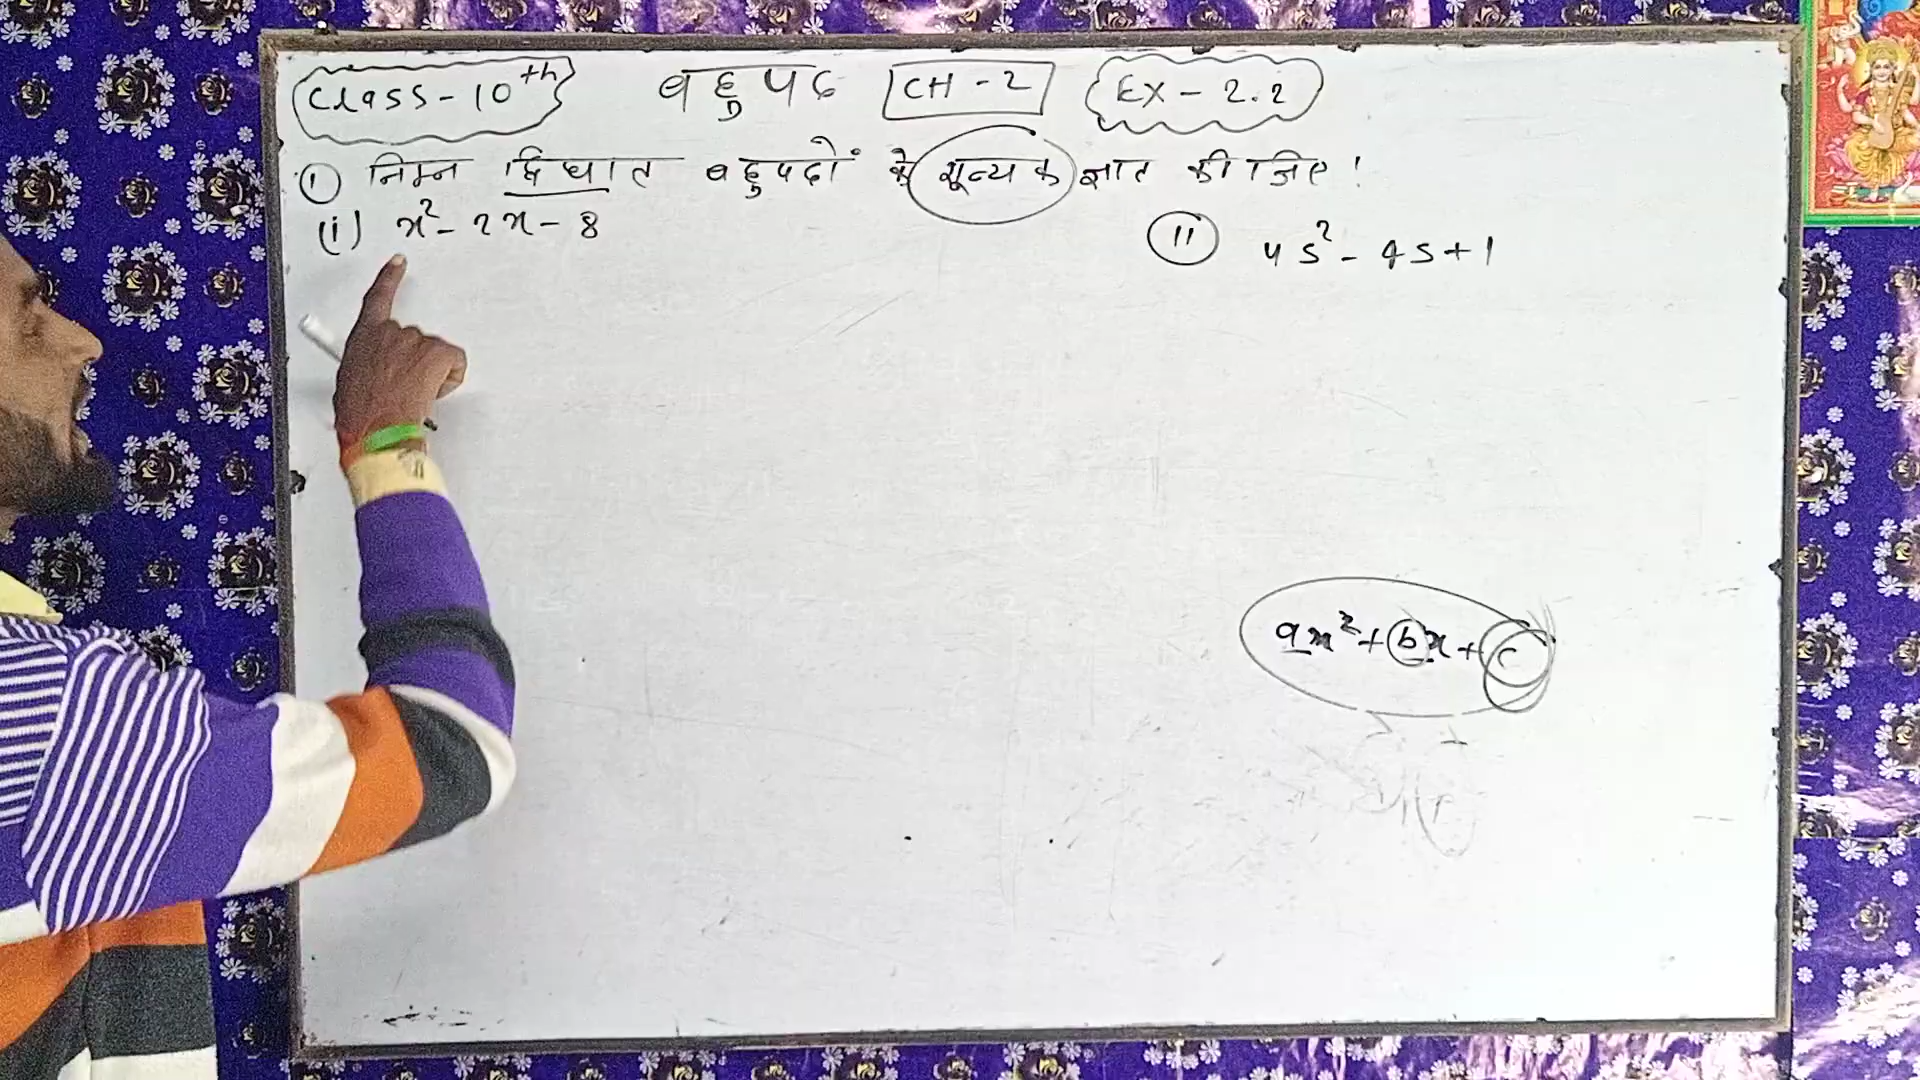 Class-10th बहुपद CH-2 EX-2.2
① निम्न द्विघात बहुपदों के शून्यक ज्ञात कीजिए!
(i) x²-2x-8
II 4s²-4s+1
ax²+bx+c